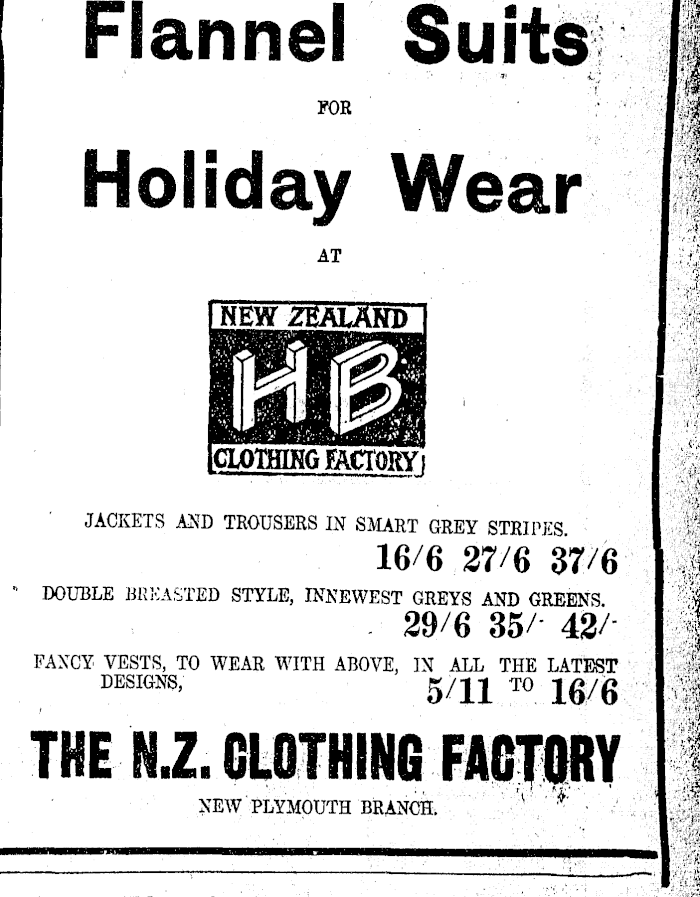 Flannel Suits
FOR
Holiday Wear
AT
NEW ZEALAND
HB
CLOTHING FACTORY
JACKETS AND TROUSERS IN SMART GREY STRIPES.
16/6 27/6 37/6
DOUBLE BREASTED STYLE, INNEWEST GREYS AND GREENS.
29/6 35/- 42/-
FANCY VESTS, TO WEAR WITH ABOVE, IN ALL THE LATEST
DESIGNS, 5/11 TO 16/6
THE N.Z. CLOTHING FACTORY
NEW PLYMOUTH BRANCH.